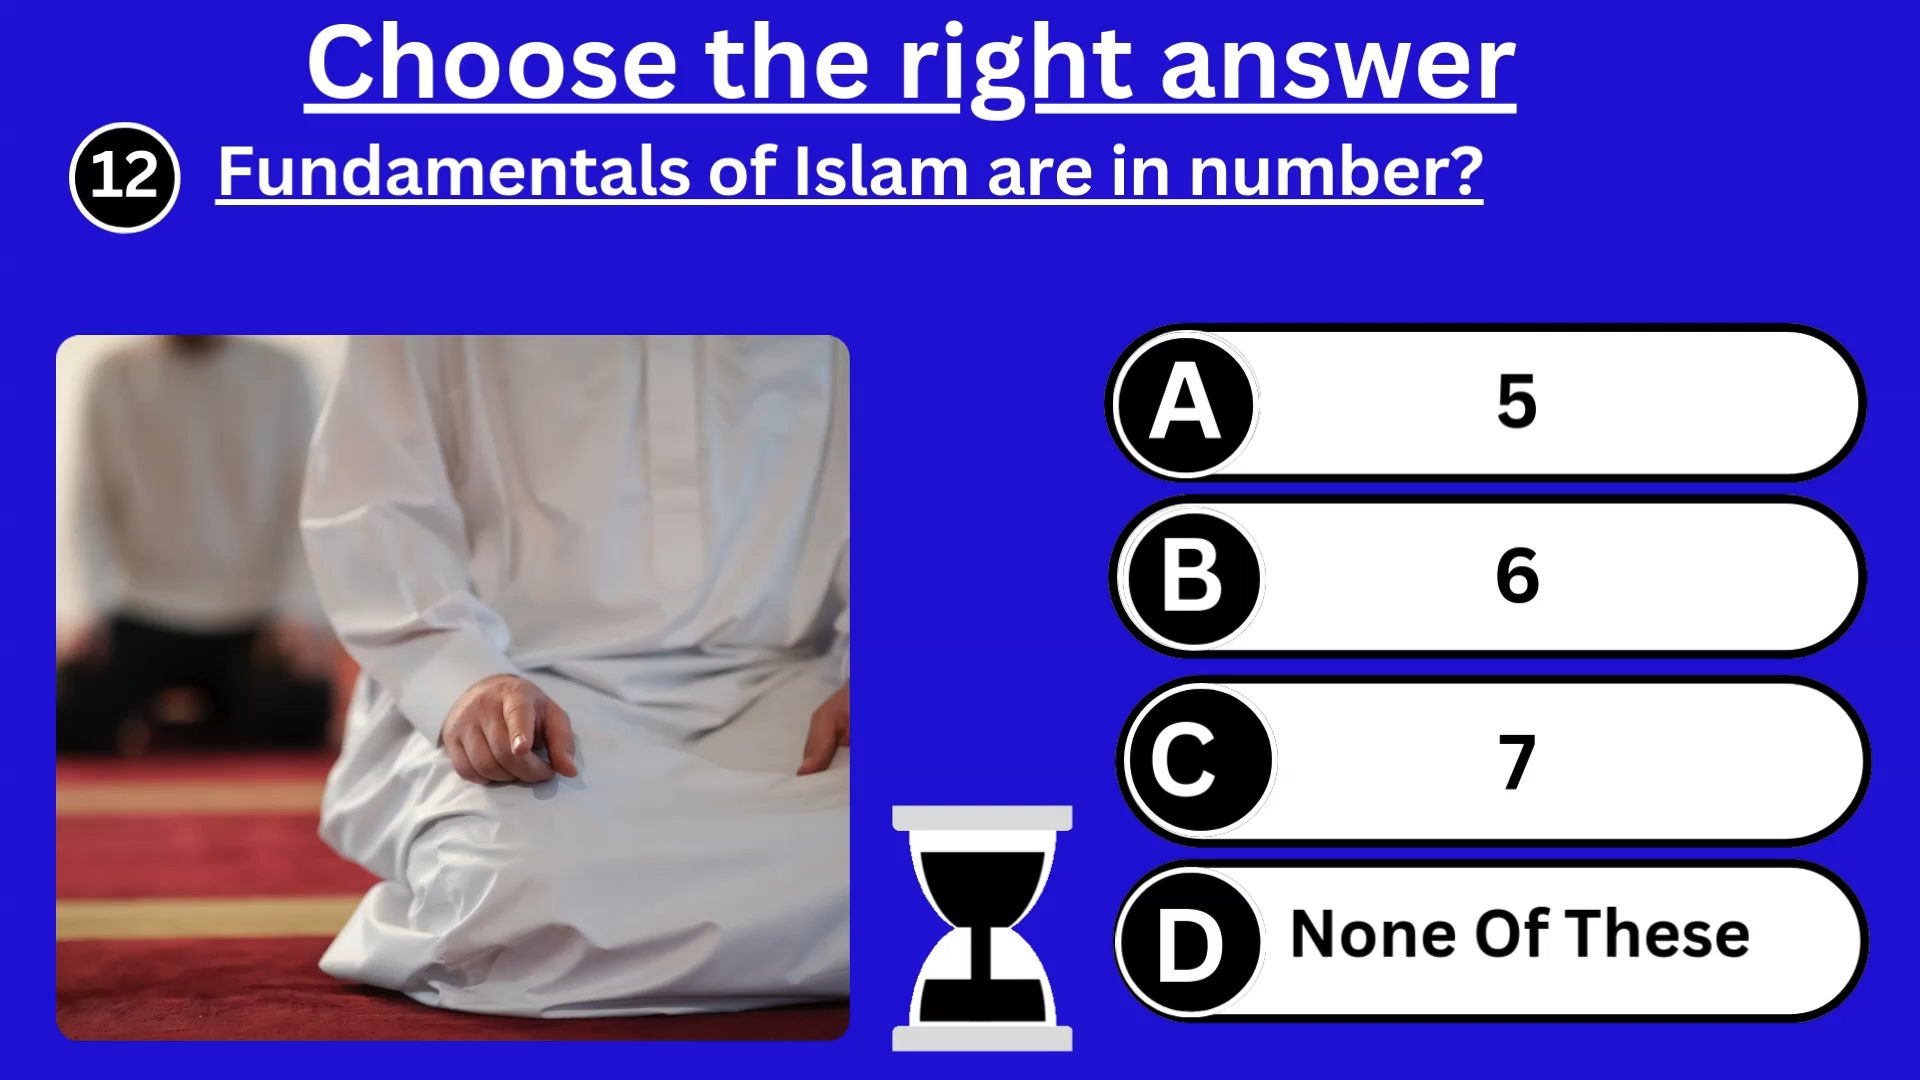 Choose the right answer
12 Fundamentals of Islam are in number?
A 5
B 6
C 7
D None Of These